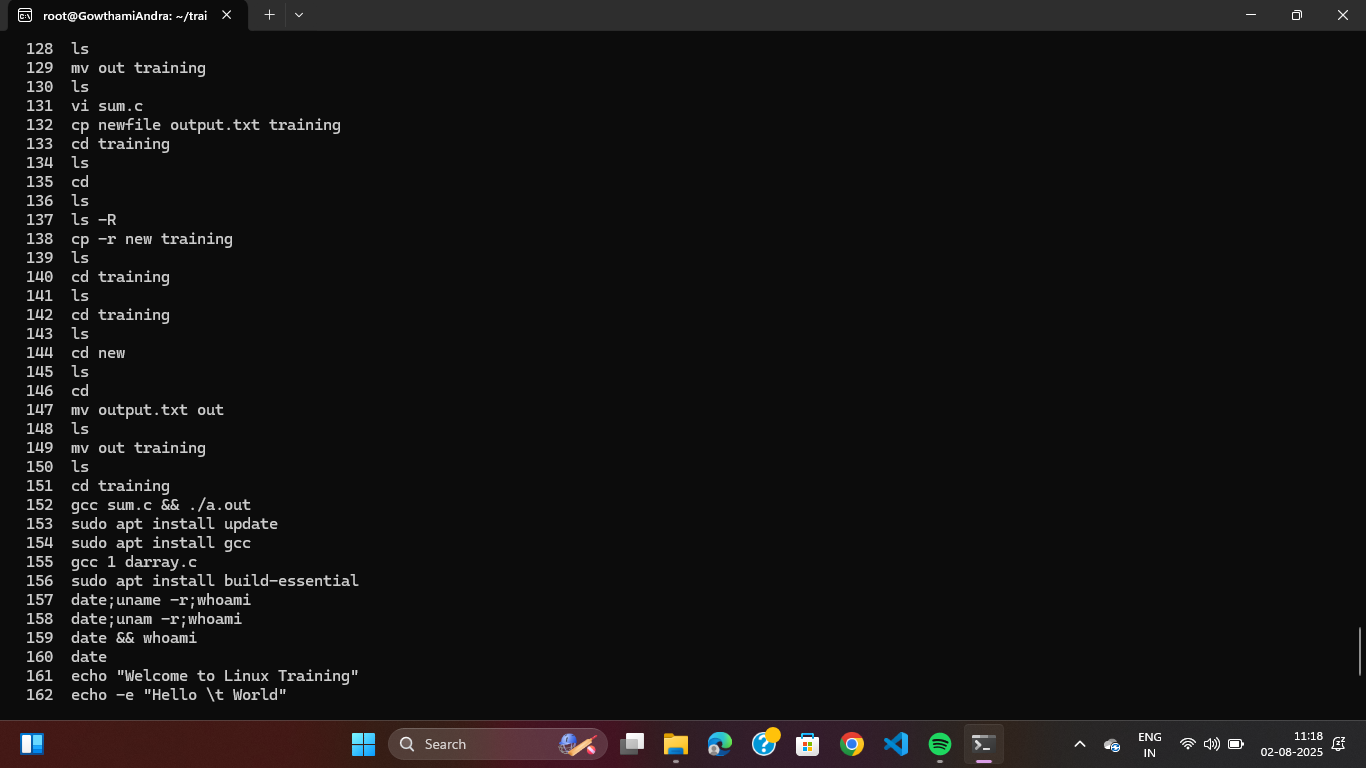 root@GowthamiAndra: ~/trai
128 ls
129 mv out training
130 ls
131 vi sum.c
132 cp newfile output.txt training
133 cd training
134 ls
135 cd
136 ls
137 ls -R
138 cp -r new training
139 ls
140 cd training
141 ls
142 cd training
143 ls
144 cd new
145 ls
146 cd
147 mv output.txt out
148 ls
149 mv out training
150 ls
151 cd training
152 gcc sum.c && ./a.out
153 sudo apt install update
154 sudo apt install gcc
155 gcc 1 darray.c
156 sudo apt install build-essential
157 date;uname -r;whoami
158 date;unam -r;whoami
159 date && whoami
160 date
161 echo "Welcome to Linux Training"
162 echo -e "Hello \t World"
Search
ENG
IN
11:18
02-08-2025